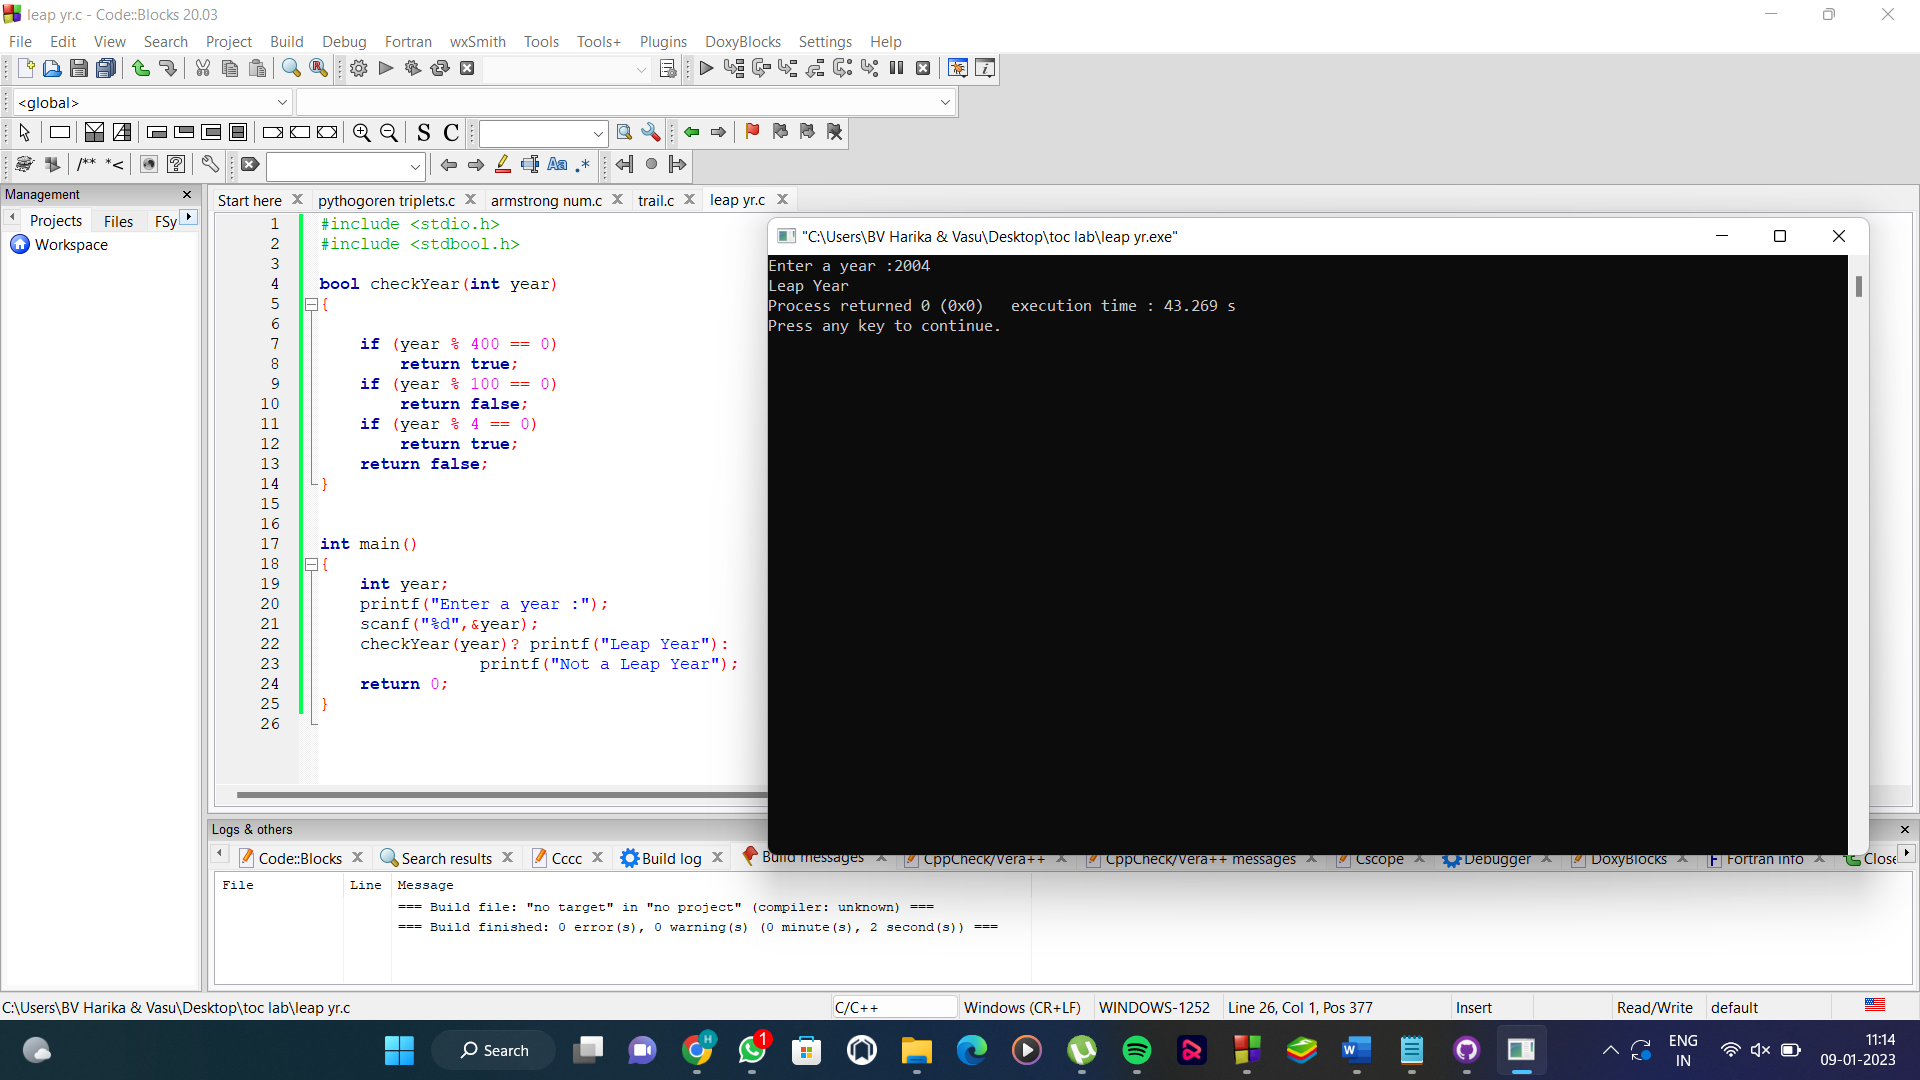 leap yr.c - Code::Blocks 20.03
File Edit View Search Project Build Debug Fortran wxSmith Tools Tools+ Plugins DoxyBlocks Settings Help
<global>
S C
/** *<
Aa .*
Management
Projects Files FSy
Workspace
Start here pythogoren triplets.c armstrong num.c trail.c leap yr.c
1 #include <stdio.h>
2 #include <stdbool.h>
3
4 bool checkYear(int year)
5 {
6
7 if (year % 400 == 0)
8 return true;
9 if (year % 100 == 0)
10 return false;
11 if (year % 4 == 0)
12 return true;
13 return false;
14 }
15
16
17 int main()
18 {
19 int year;
20 printf("Enter a year :");
21 scanf("%d",&year);
22 checkYear(year)? printf("Leap Year"):
23 printf("Not a Leap Year");
24 return 0;
25 }
26
"C:\Users\BV Harika & Vasu\Desktop\toc lab\leap yr.exe"
Enter a year :2004
Leap Year
Process returned 0 (0x0)   execution time : 43.269 s
Press any key to continue.
Logs & others
Code::Blocks Search results Cccc Build log Build messages CppCheck/Vera++ CppCheck/Vera++ messages Cscope Debugger DoxyBlocks Fortran info Close
File Line Message
=== Build file: "no target" in "no project" (compiler: unknown) ===
=== Build finished: 0 error(s), 0 warning(s) (0 minute(s), 2 second(s)) ===
C:\Users\BV Harika & Vasu\Desktop\toc lab\leap yr.c C/C++ Windows (CR+LF) WINDOWS-1252 Line 26, Col 1, Pos 377 Insert Read/Write default
Search
H
1
ENG
IN
11:14
09-01-2023